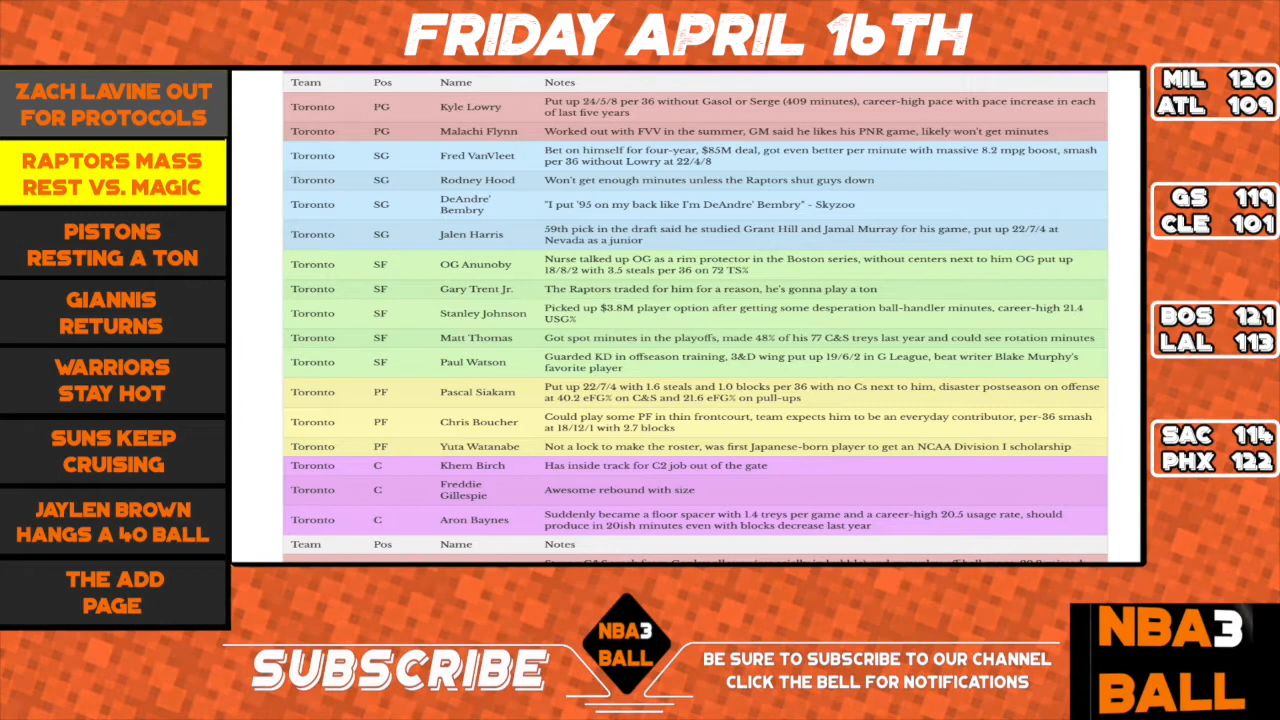 FRIDAY APRIL 16TH
ZACH LAVINE OUT
FOR PROTOCOLS
RAPTORS MASS
REST VS. MAGIC
PISTONS
RESTING A TON
GIANNIS
RETURNS
WARRIORS
STAY HOT
SUNS KEEP
CRUISING
JAYLEN BROWN
HANGS A 40 BALL
THE ADD
PAGE
Team Pos Name Notes
Toronto PG Kyle Lowry Put up 24/5/8 per 36 without Gasol or Serge (409 minutes), career-high pace with pace increase in each
of last five years
Toronto PG Malachi Flynn Worked out with FVV in the summer, GM said he likes his PNR game, likely won't get minutes
Toronto SG Fred VanVleet Bet on himself for four-year, $85M deal, got even better per minute with massive 8.2 mpg boost, smash
per 36 without Lowry at 22/4/8
Toronto SG Rodney Hood Won't get enough minutes unless the Raptors shut guys down
Toronto SG DeAndre'
Bembry "I put '95 on my back like I'm DeAndre' Bembry" - Skyzoo
Toronto SG Jalen Harris 59th pick in the draft said he studied Grant Hill and Jamal Murray for his game, put up 22/7/4 at
Nevada as a junior
Toronto SF OG Anunoby Nurse talked up OG as a rim protector in the Boston series, without centers next to him OG put up
18/8/2 with 3.5 steals per 36 on 72 TS%
Toronto SF Gary Trent Jr. The Raptors traded for him for a reason, he's gonna play a ton
Toronto SF Stanley Johnson Picked up $3.8M player option after getting some desperation ball-handler minutes, career-high 21.4
USG%
Toronto SF Matt Thomas Got spot minutes in the playoffs, made 48% of his 77 C&S treys last year and could see rotation minutes
Toronto SF Paul Watson Guarded KD in offseason training, 3&D wing put up 19/6/2 in G League, beat writer Blake Murphy's
favorite player
Toronto PF Pascal Siakam Put up 22/7/4 with 1.6 steals and 1.0 blocks per 36 with no Cs next to him, disaster postseason on offense
at 40.2 eFG% on C&S and 21.6 eFG% on pull-ups
Toronto PF Chris Boucher Could play some PF in thin frontcourt, team expects him to be an everyday contributor, per-36 smash
at 18/12/1 with 2.7 blocks
Toronto PF Yuta Watanabe Not a lock to make the roster, was first Japanese-born player to get an NCAA Division I scholarship
Toronto C Khem Birch Has inside track for C2 job out of the gate
Toronto C Freddie
Gillespie Awesome rebound with size
Toronto C Aron Baynes Suddenly became a floor spacer with 1.4 treys per game and a career-high 20.5 usage rate, should
produce in 20ish minutes even with blocks decrease last year
Team Pos Name Notes
MIL 120
ATL 109
GS 119
CLE 101
BOS 121
LAL 113
SAC 114
PHX 122
SUBSCRIBE
NBA3
BALL
BE SURE TO SUBSCRIBE TO OUR CHANNEL
CLICK THE BELL FOR NOTIFICATIONS
NBA3
BALL